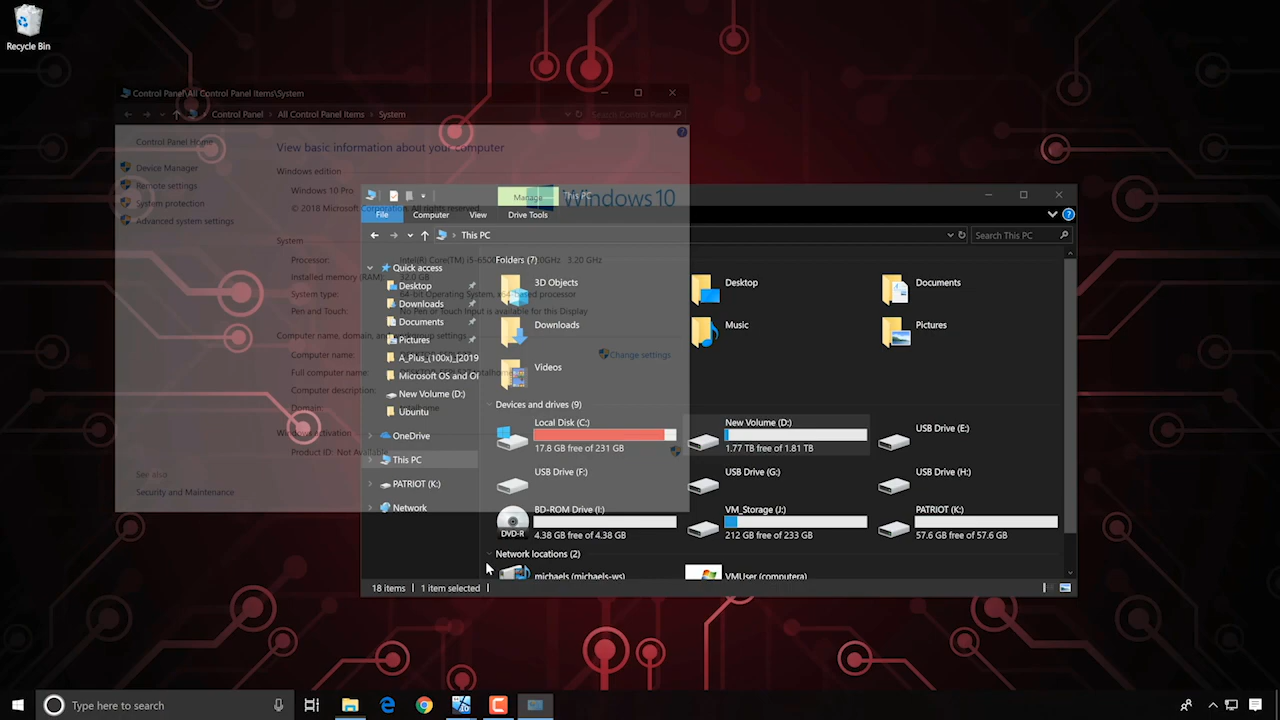 Recycle Bin
Control Panel\All Control Panel Items\System
Control Panel
All Control Panel Items
System
Search Control Panel
Control Panel Home
Device Manager
Remote settings
System protection
Advanced system settings
See also
Security and Maintenance
View basic information about your computer
Windows edition
Windows 10 Pro
© 2018 Microsoft Corporation. All rights reserved.
Windows 10
System
Processor:
Intel(R) Core(TM) 3.20 GHz
Installed memory (RAM):
32.0 GB
System type:
64-bit Operating System, x64-based processor
Pen and Touch:
No Pen or Touch Input is available for this Display
Computer name, domain, and workgroup settings
Computer name:
Change settings
Full computer name:
Computer description:
Domain:
Windows activation
Product ID: Not Available
Manage
This PC
File
Computer
View
Drive Tools
This PC
Search This PC
Quick access
Desktop
Downloads
Documents
Pictures
A_Plus_(100x)_[2019
Microsoft OS and Of
New Volume (D:)
Ubuntu
OneDrive
This PC
PATRIOT (K:)
Network
Folders (7)
3D Objects
Desktop
Documents
Downloads
Music
Pictures
Videos
Devices and drives (9)
Local Disk (C:)
17.8 GB free of 231 GB
New Volume (D:)
1.77 TB free of 1.81 TB
USB Drive (E:)
USB Drive (F:)
USB Drive (G:)
USB Drive (H:)
BD-ROM Drive (I:)
DVD-R
4.38 GB free of 4.38 GB
VM_Storage (J:)
212 GB free of 233 GB
PATRIOT (K:)
57.6 GB free of 57.6 GB
Network locations (2)
michaels (michaels-ws)
VMUser (computera)
18 items
1 item selected
Type here to search